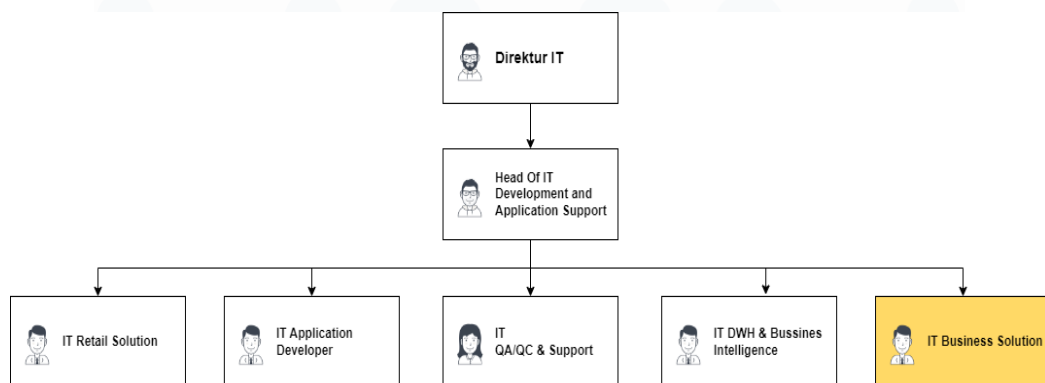 Direktur IT
Head Of IT
Development and
Application Support
IT Retail Solution
IT Application
Developer
IT
QA/QC & Support
IT DWH & Bussines
Intelligence
IT Business Solution